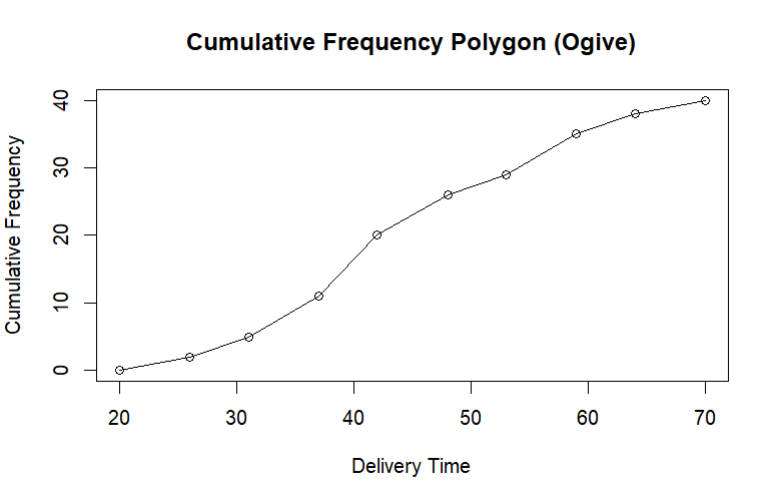 Cumulative Frequency Polygon (Ogive)
Cumulative Frequency
40
30
20
10
0
20 30 40 50 60 70
Delivery Time